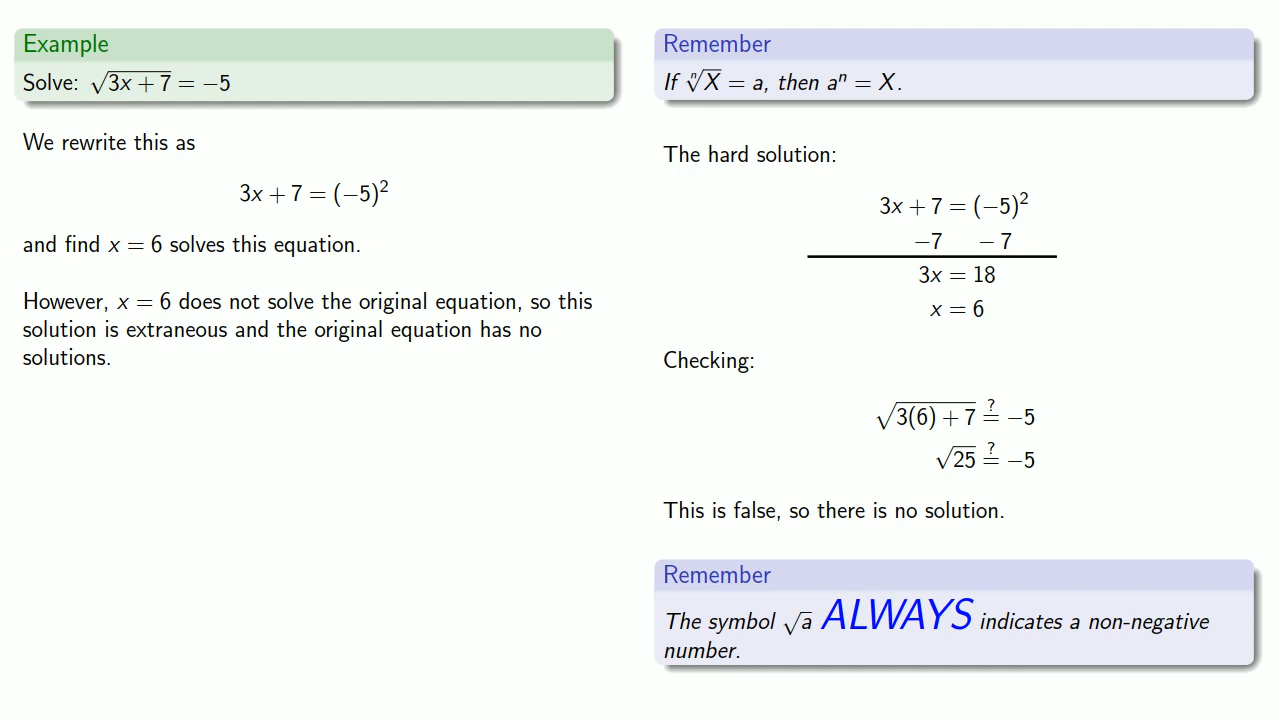 Example
Solve: √(3x + 7) = −5
We rewrite this as
3x + 7 = (−5)²
and find x = 6 solves this equation.
However, x = 6 does not solve the original equation, so this
solution is extraneous and the original equation has no
solutions.
Remember
If ⁿ√X = a, then aⁿ = X.
The hard solution:
3x + 7 = (−5)²
−7 − 7
3x = 18
x = 6
Checking:
√(3(6) + 7) ≟ −5
√25 ≟ −5
This is false, so there is no solution.
Remember
The symbol √a ALWAYS indicates a non-negative
number.